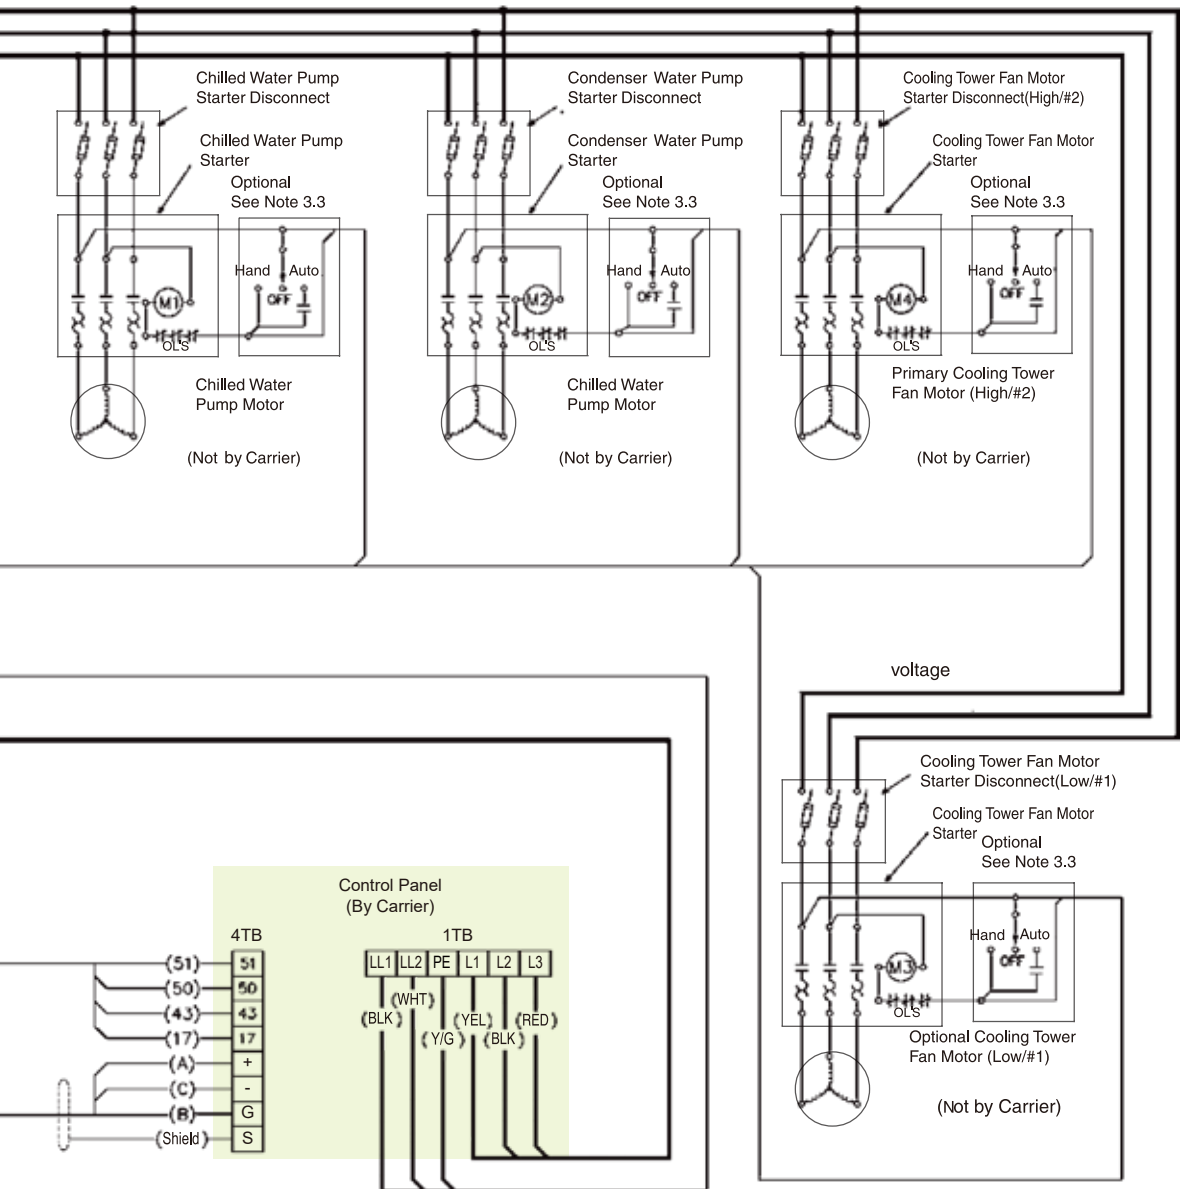 Chilled Water Pump
Starter Disconnect
Chilled Water Pump
Starter
Optional
See Note 3.3
Hand
Auto
OFF
M1
OL'S
Chilled Water
Pump Motor
(Not by Carrier)
Condenser Water Pump
Starter Disconnect
Condenser Water Pump
Starter
Optional
See Note 3.3
Hand
Auto
OFF
M2
OL'S
Chilled Water
Pump Motor
(Not by Carrier)
Cooling Tower Fan Motor
Starter Disconnect(High/#2)
Cooling Tower Fan Motor
Starter
Optional
See Note 3.3
Hand
Auto
OFF
M4
OL'S
Primary Cooling Tower
Fan Motor (High/#2)
(Not by Carrier)
voltage
Cooling Tower Fan Motor
Starter Disconnect(Low/#1)
Cooling Tower Fan Motor
Starter
Optional
See Note 3.3
Hand
Auto
OFF
M3
OL'S
Optional Cooling Tower
Fan Motor (Low/#1)
(Not by Carrier)
Control Panel
(By Carrier)
4TB
(51) 51
(50) 50
(43) 43
(17) 17
(A) +
(C) -
(B) G
(Shield) S
1TB
LL1 LL2 PE L1 L2 L3
(BLK) (WHT) (Y/G) (YEL) (BLK) (RED)